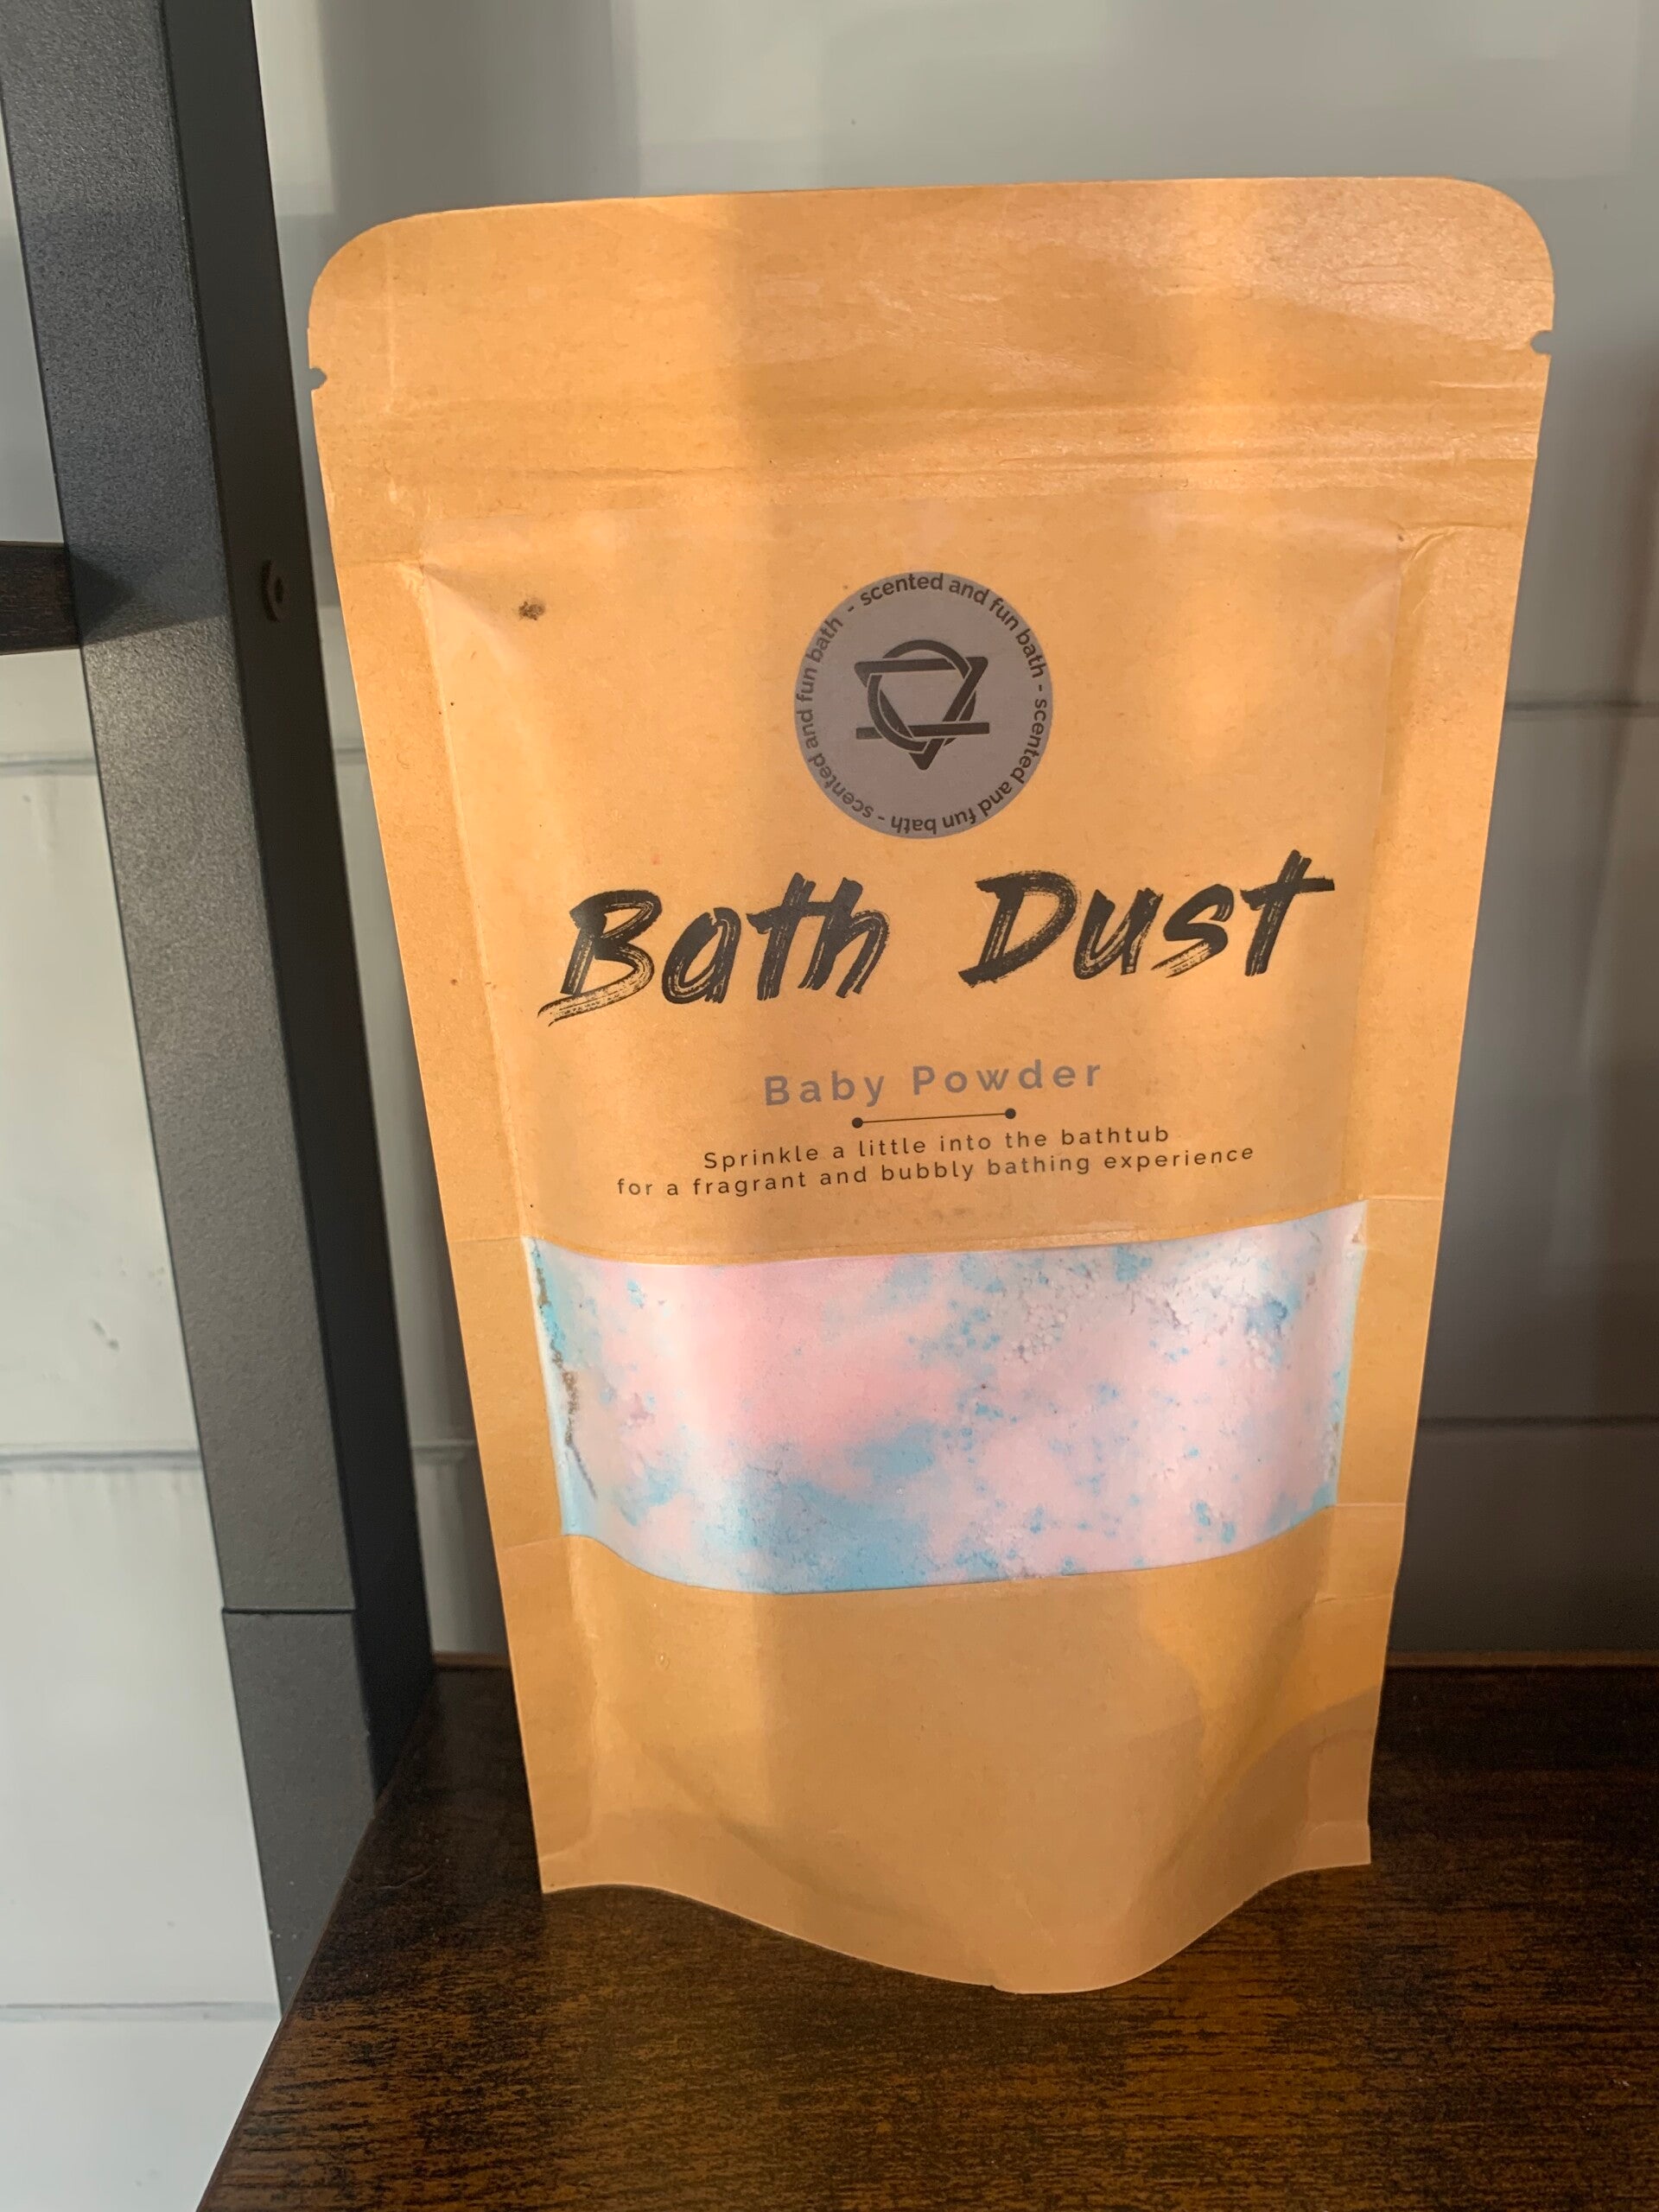 scented and fun bath - scented and fun bath - scented and fun bath -
Bath Dust
Baby Powder
Sprinkle a little into the bathtub
for a fragrant and bubbly bathing experience